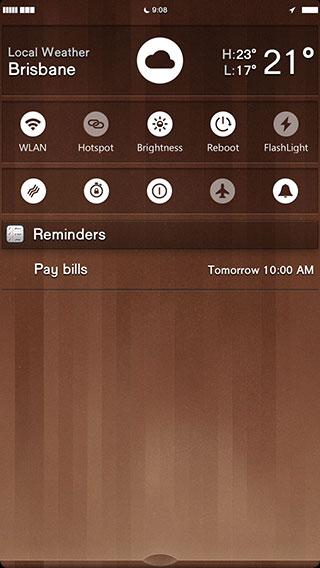 9:08
Local Weather
Brisbane
H:23°
L:17°
21°
WLAN
Hotspot
Brightness
Reboot
FlashLight
Reminders
Pay bills
Tomorrow 10:00 AM